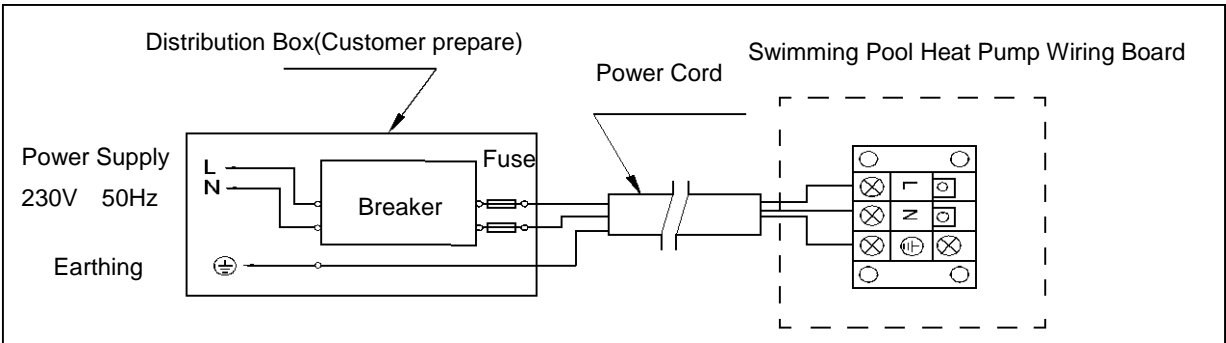 Distribution Box(Customer prepare)
Swimming Pool Heat Pump Wiring Board
Power Cord
Power Supply
230V 50Hz
L
N
Fuse
Breaker
Earthing
L
N